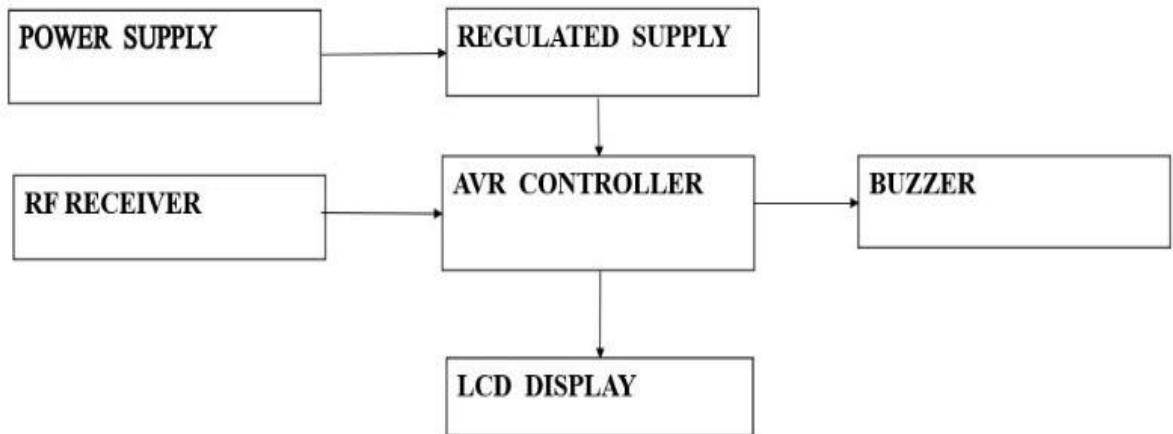 POWER SUPPLY
REGULATED SUPPLY
RF RECEIVER
AVR CONTROLLER
BUZZER
LCD DISPLAY